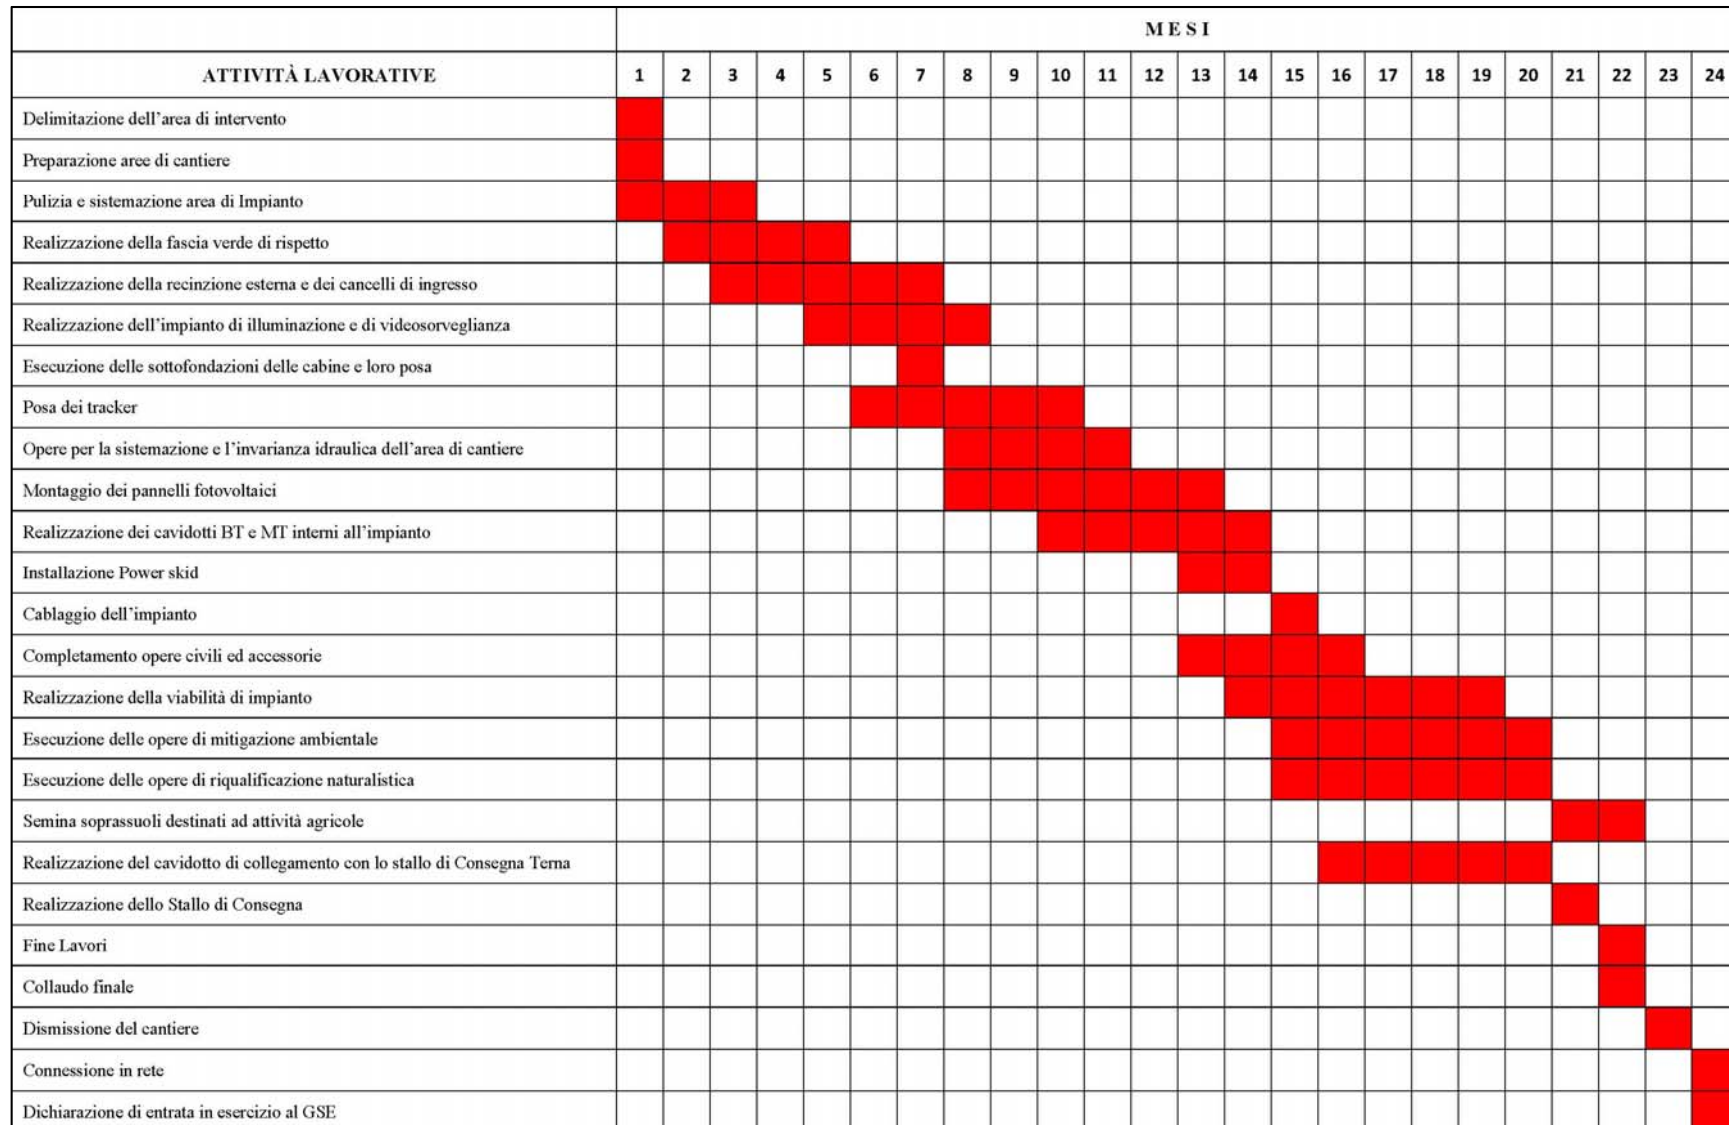 M E S I
ATTIVITÀ LAVORATIVE 1 2 3 4 5 6 7 8 9 10 11 12 13 14 15 16 17 18 19 20 21 22 23 24
Delimitazione dell’area di intervento
Preparazione aree di cantiere
Pulizia e sistemazione area di Impianto
Realizzazione della fascia verde di rispetto
Realizzazione della recinzione esterna e dei cancelli di ingresso
Realizzazione dell’impianto di illuminazione e di videosorveglianza
Esecuzione delle sottofondazioni delle cabine e loro posa
Posa dei tracker
Opere per la sistemazione e l’invarianza idraulica dell’area di cantiere
Montaggio dei pannelli fotovoltaici
Realizzazione dei cavidotti BT e MT interni all’impianto
Installazione Power skid
Cablaggio dell’impianto
Completamento opere civili ed accessorie
Realizzazione della viabilità di impianto
Esecuzione delle opere di mitigazione ambientale
Esecuzione delle opere di riqualificazione naturalistica
Semina soprassuoli destinati ad attività agricole
Realizzazione del cavidotto di collegamento con lo stallo di Consegna Terna
Realizzazione dello Stallo di Consegna
Fine Lavori
Collaudo finale
Dismissione del cantiere
Connessione in rete
Dichiarazione di entrata in esercizio al GSE